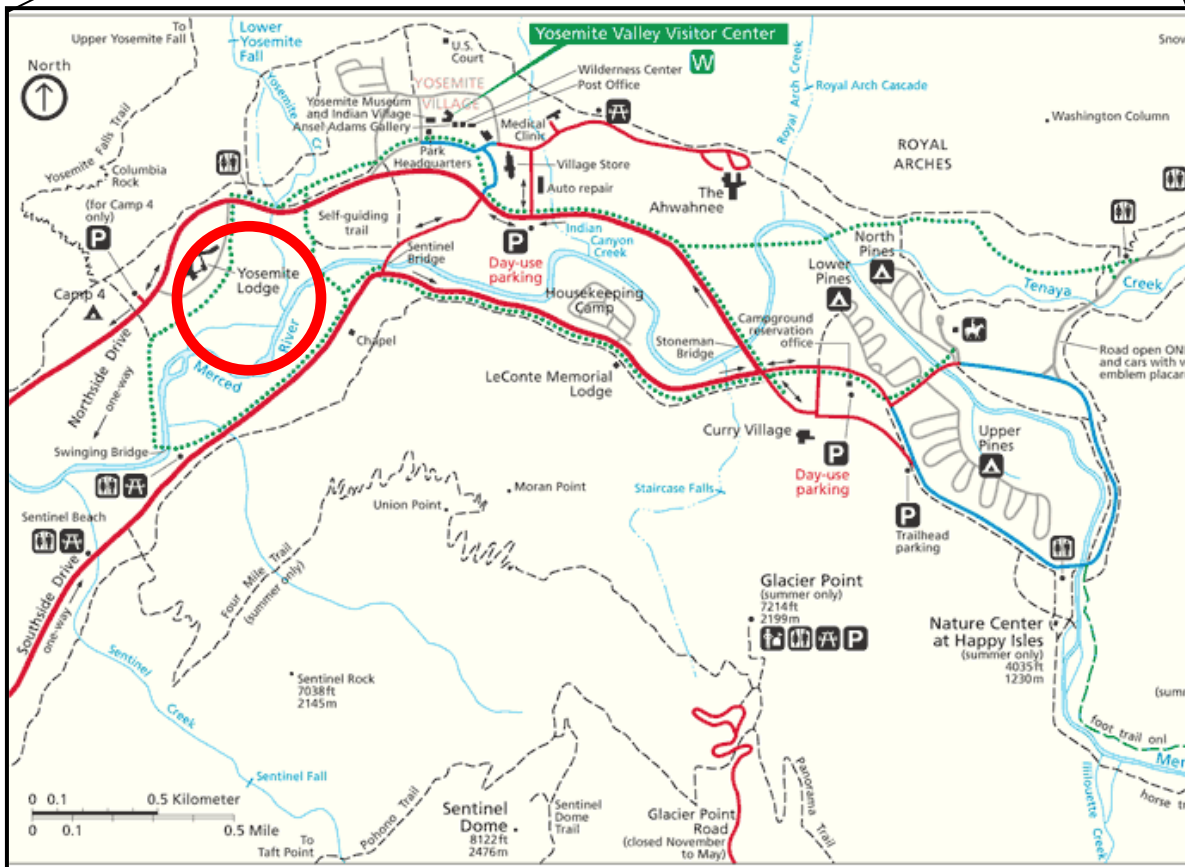 To
Upper Yosemite Fall
Lower
Yosemite
Fall
U.S.
Court
Yosemite Valley Visitor Center
W
Snow
North
Yosemite Falls Trail
Columbia
Rock
Yosemite Cr
YOSEMITE
VILLAGE
Wilderness Center
Post Office
Yosemite Museum
and Indian Village
Ansel Adams Gallery
Medical
Clinic
Royal Arch Creek
Royal Arch Cascade
Washington Column
ROYAL
ARCHES
Park
Headquarters
Village Store
Auto repair
The
Ahwahnee
(for Camp 4
only)
P
Self-guiding
trail
Sentinel
Bridge
P
Day-use
parking
Indian
Canyon
Creek
North
Pines
Lower
Pines
Tenaya
Creek
Yosemite
Lodge
Camp 4
Housekeeping
Camp
Campground
reservation
office
Stoneman
Bridge
Northside Drive
one-way
River
Merced
Chapel
LeConte Memorial
Lodge
Road open ONL
and cars with v
emblem placar
Curry Village
P
Day-use
parking
Upper
Pines
Swinging Bridge
Moran Point
Union Point
Staircase Falls
P
Trailhead
parking
Sentinel Beach
Southside Drive
one-way
Four Mile Trail
(summer only)
Glacier Point
(summer only)
7214ft
2199m
P
Nature Center
at Happy Isles
(summer only)
4035ft
1230m
(sum
Sentinel
Creek
Sentinel Rock
7038ft
2145m
foot trail onl
Mer
horse tr
Illilouette Creek
Sentinel Fall
0 0.1 0.5 Kilometer
0 0.1 0.5 Mile
To
Taft Point
Pohono Trail
Sentinel
Dome
8122ft
2476m
Sentinel
Dome
Trail
Glacier Point
Road
(closed November
to May)
Panorama
Trail